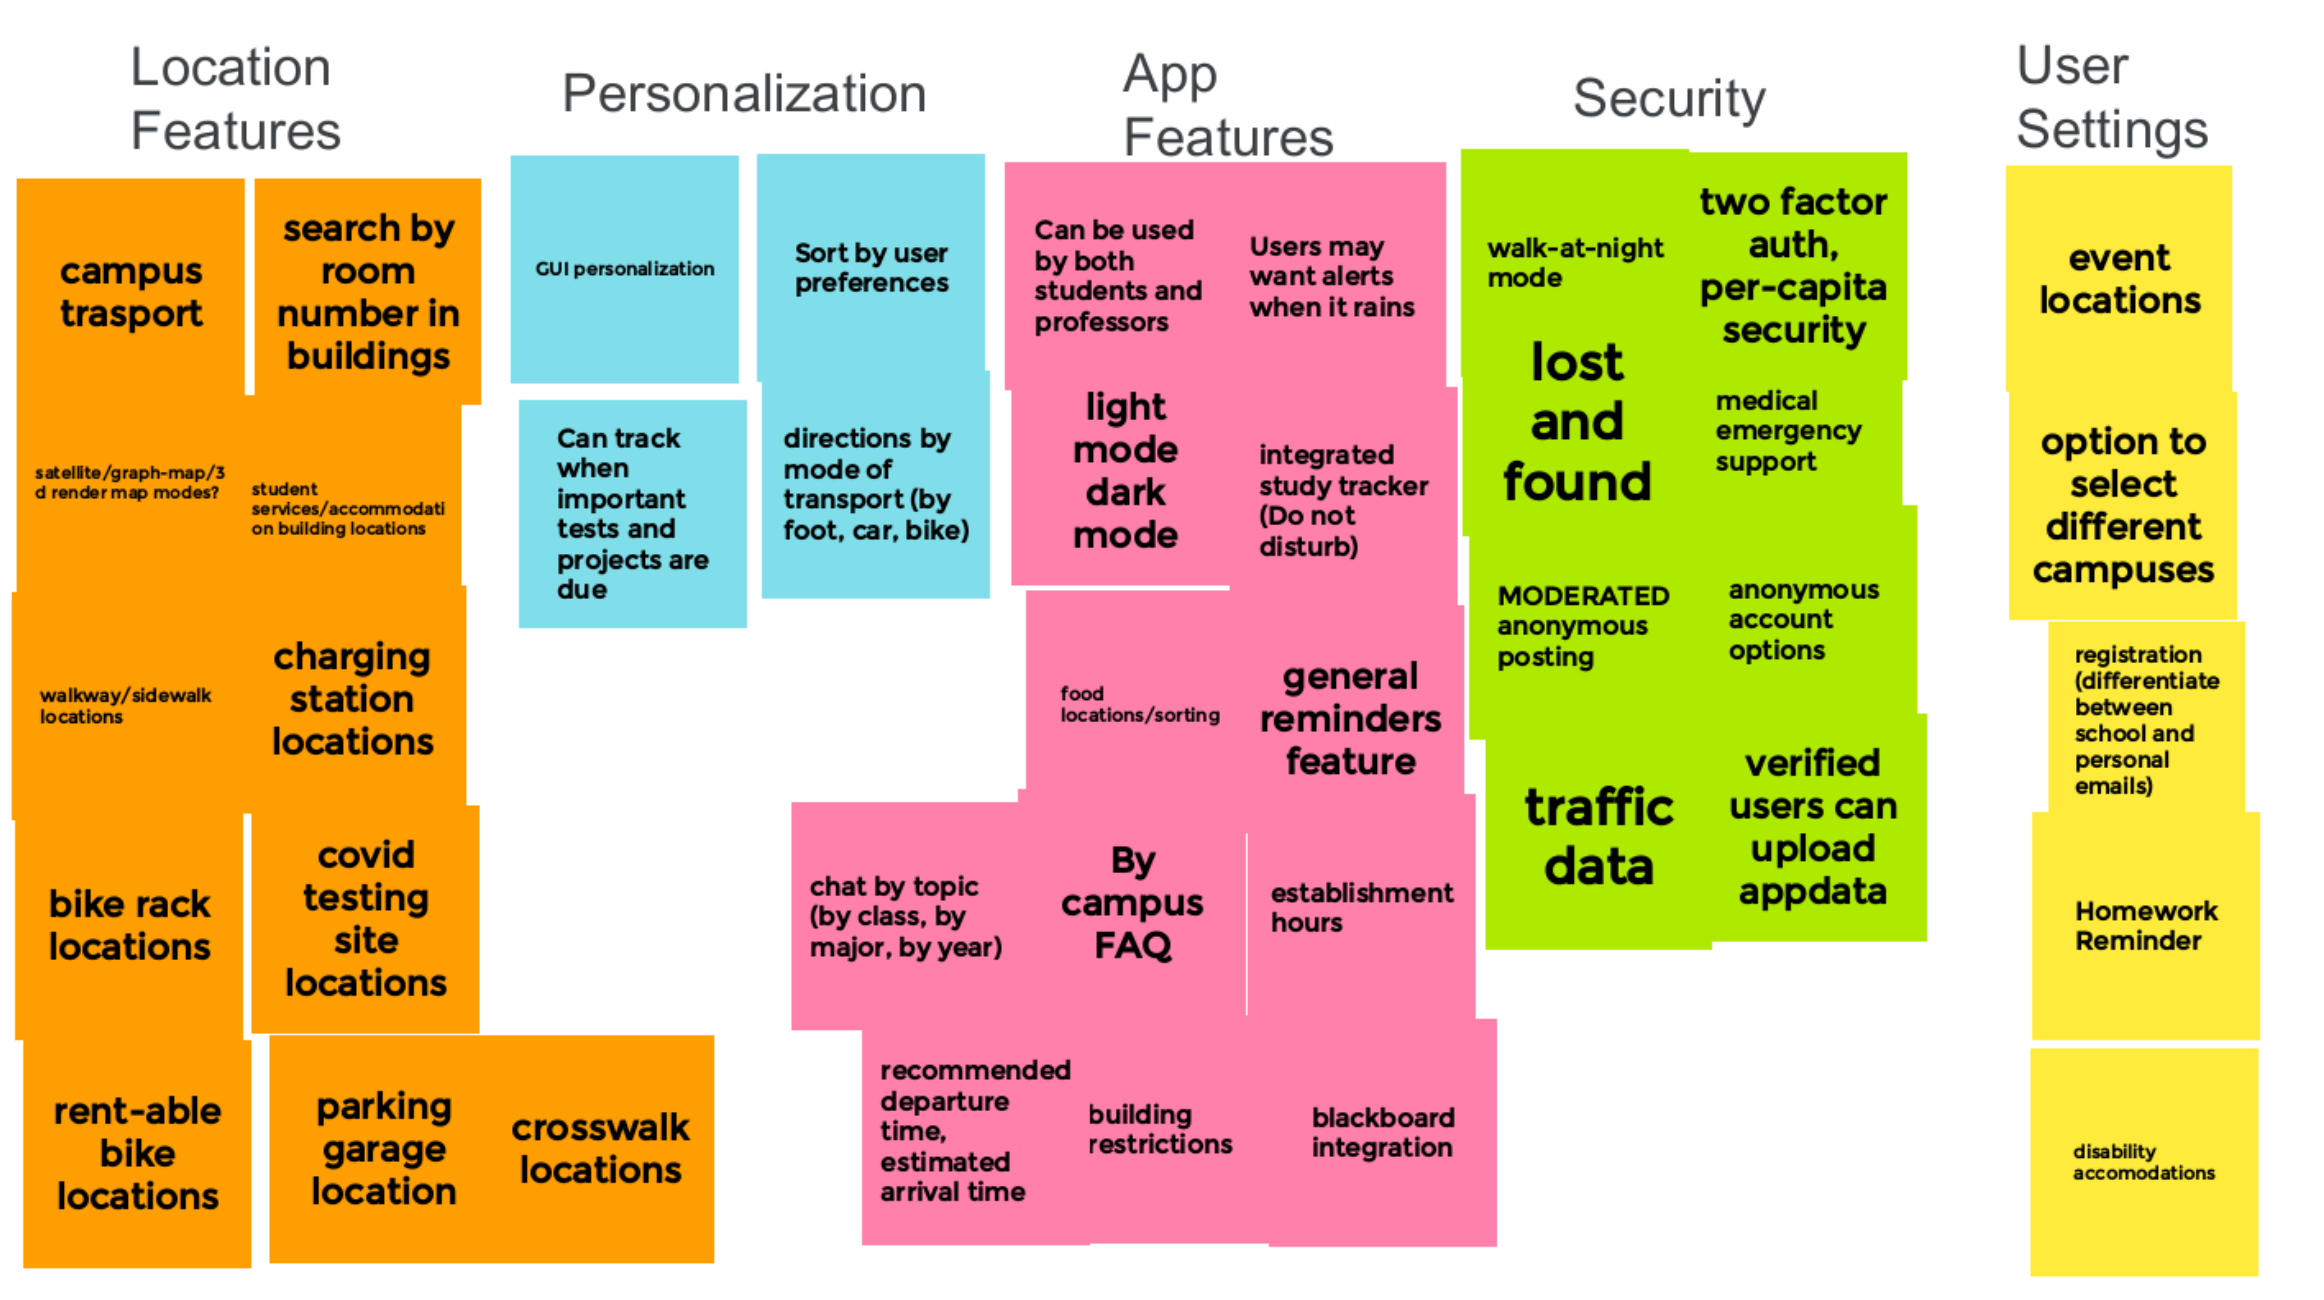 Location
Features
campus
trasport
search by
room
number in
buildings
satellite/graph-map/3
d render map modes?
student
services/accommodati
on building locations
walkway/sidewalk
locations
charging
station
locations
bike rack
locations
covid
testing
site
locations
rent-able
bike
locations
parking
garage
location
crosswalk
locations
Personalization
GUI personalization
Sort by user
preferences
Can track
when
important
tests and
projects are
due
directions by
mode of
transport (by
foot, car, bike)
App
Features
Can be used
by both
students and
professors
Users may
want alerts
when it rains
light
mode
dark
mode
integrated
study tracker
(Do not
disturb)
food
locations/sorting
general
reminders
feature
chat by topic
(by class, by
major, by year)
By
campus
FAQ
establishment
hours
recommended
departure
time,
estimated
arrival time
building
restrictions
blackboard
integration
Security
walk-at-night
mode
two factor
auth,
per-capita
security
lost
and
found
medical
emergency
support
MODERATED
anonymous
posting
anonymous
account
options
traffic
data
verified
users can
upload
appdata
User
Settings
event
locations
option to
select
different
campuses
registration
(differentiate
between
school and
personal
emails)
Homework
Reminder
disability
accomodations